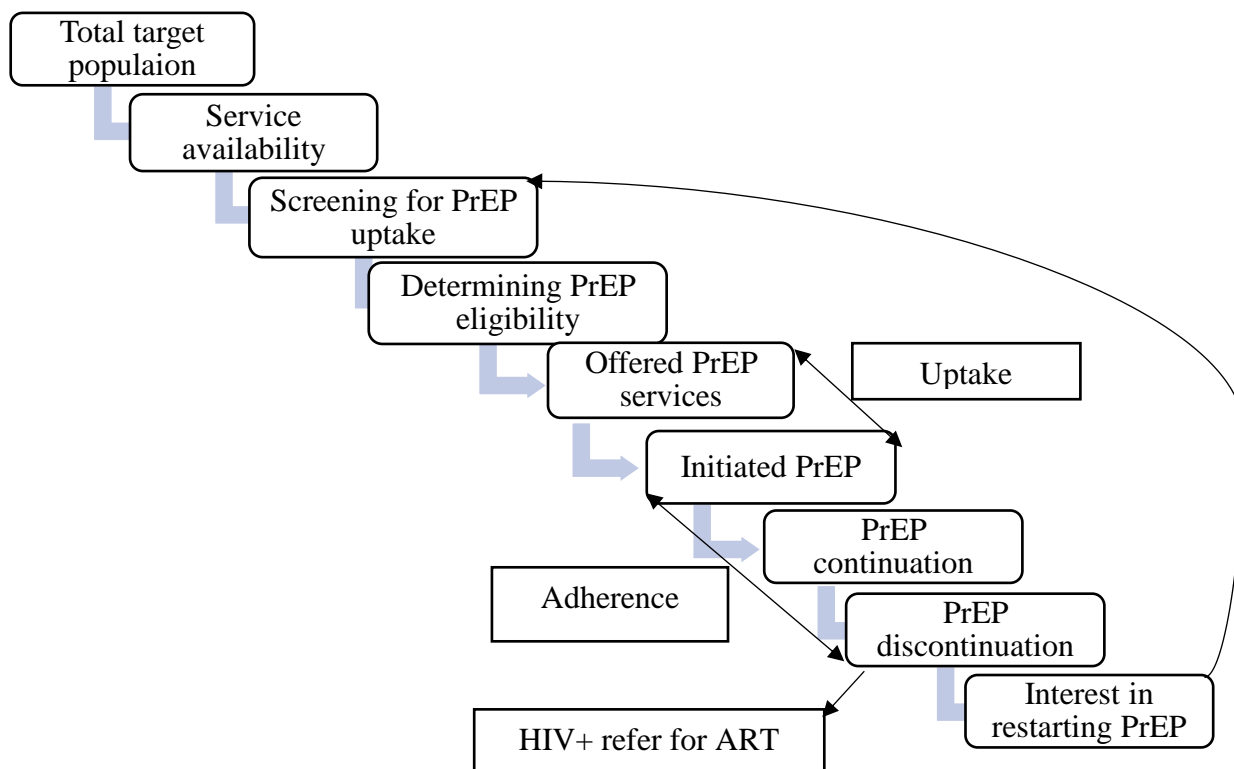 Total target
populaion
Service
availability
Screening for PrEP
uptake
Determining PrEP
eligibility
Offered PrEP
services
Uptake
Initiated PrEP
PrEP
continuation
Adherence
PrEP
discontinuation
Interest in
restarting PrEP
HIV+ refer for ART